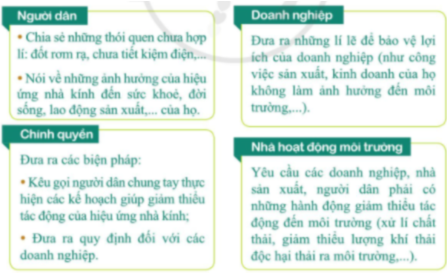 Người dân
• Chia sẻ những thói quen chưa hợp
lí: đốt rơm rạ, chưa tiết kiệm điện,...
• Nói về những ảnh hưởng của hiệu
ứng nhà kính đến sức khoẻ, đời
sống, lao động sản xuất,... của họ.
Doanh nghiệp
Đưa ra những lí lẽ để bảo vệ lợi
ích của doanh nghiệp (như công
việc sản xuất, kinh doanh của họ
không làm ảnh hưởng đến môi
trường,...).
Chính quyền
Đưa ra các biện pháp:
• Kêu gọi người dân chung tay thực
hiện các kế hoạch giúp giảm thiểu
tác động của hiệu ứng nhà kính;
• Đưa ra quy định đối với các
doanh nghiệp.
Nhà hoạt động môi trường
Yêu cầu các doanh nghiệp, nhà
sản xuất, người dân phải có
những hành động giảm thiểu tác
động đến môi trường (xử lí chất
thải, giảm thiểu lượng khí thải
độc hại thải ra môi trường,...).